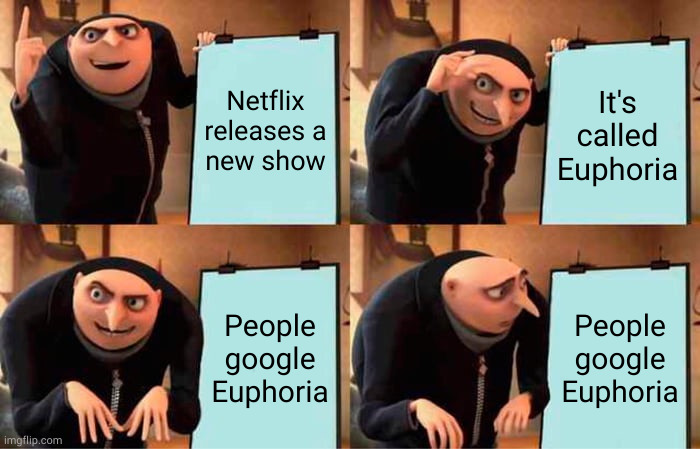 Netflix
releases a
new show
It's
called
Euphoria
People
google
Euphoria
People
google
Euphoria
imgflip.com